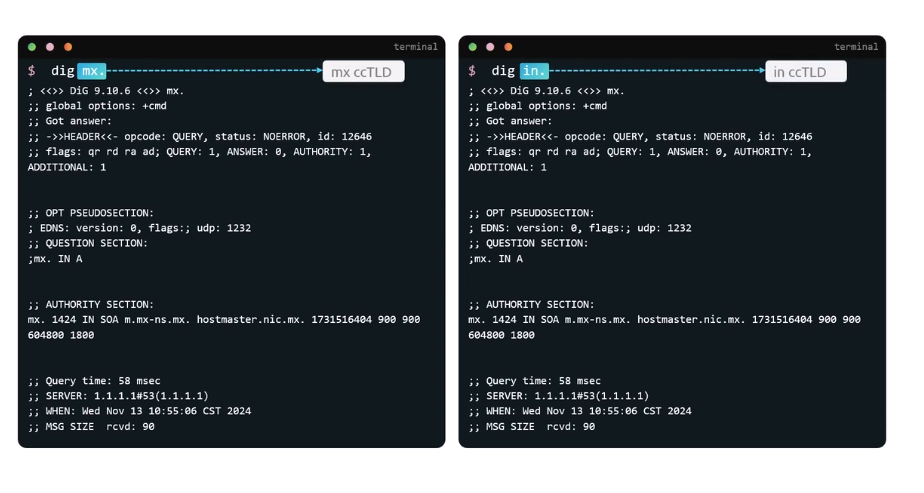 terminal
$ dig mx. mx ccTLD
; <<>> DiG 9.10.6 <<>> mx.
;; global options: +cmd
;; Got answer:
;; ->>HEADER<<- opcode: QUERY, status: NOERROR, id: 12646
;; flags: qr rd ra ad; QUERY: 1, ANSWER: 0, AUTHORITY: 1,
ADDITIONAL: 1
;; OPT PSEUDOSECTION:
; EDNS: version: 0, flags:; udp: 1232
;; QUESTION SECTION:
;mx. IN A
;; AUTHORITY SECTION:
mx. 1424 IN SOA m.mx-ns.mx. hostmaster.nic.mx. 1731516404 900 900
604800 1800
;; Query time: 58 msec
;; SERVER: 1.1.1.1#53(1.1.1.1)
;; WHEN: Wed Nov 13 10:55:06 CST 2024
;; MSG SIZE rcvd: 90
terminal
$ dig in. in ccTLD
; <<>> DiG 9.10.6 <<>> mx.
;; global options: +cmd
;; Got answer:
;; ->>HEADER<<- opcode: QUERY, status: NOERROR, id: 12646
;; flags: qr rd ra ad; QUERY: 1, ANSWER: 0, AUTHORITY: 1,
ADDITIONAL: 1
;; OPT PSEUDOSECTION:
; EDNS: version: 0, flags:; udp: 1232
;; QUESTION SECTION:
;mx. IN A
;; AUTHORITY SECTION:
mx. 1424 IN SOA m.mx-ns.mx. hostmaster.nic.mx. 1731516404 900 900
604800 1800
;; Query time: 58 msec
;; SERVER: 1.1.1.1#53(1.1.1.1)
;; WHEN: Wed Nov 13 10:55:06 CST 2024
;; MSG SIZE rcvd: 90